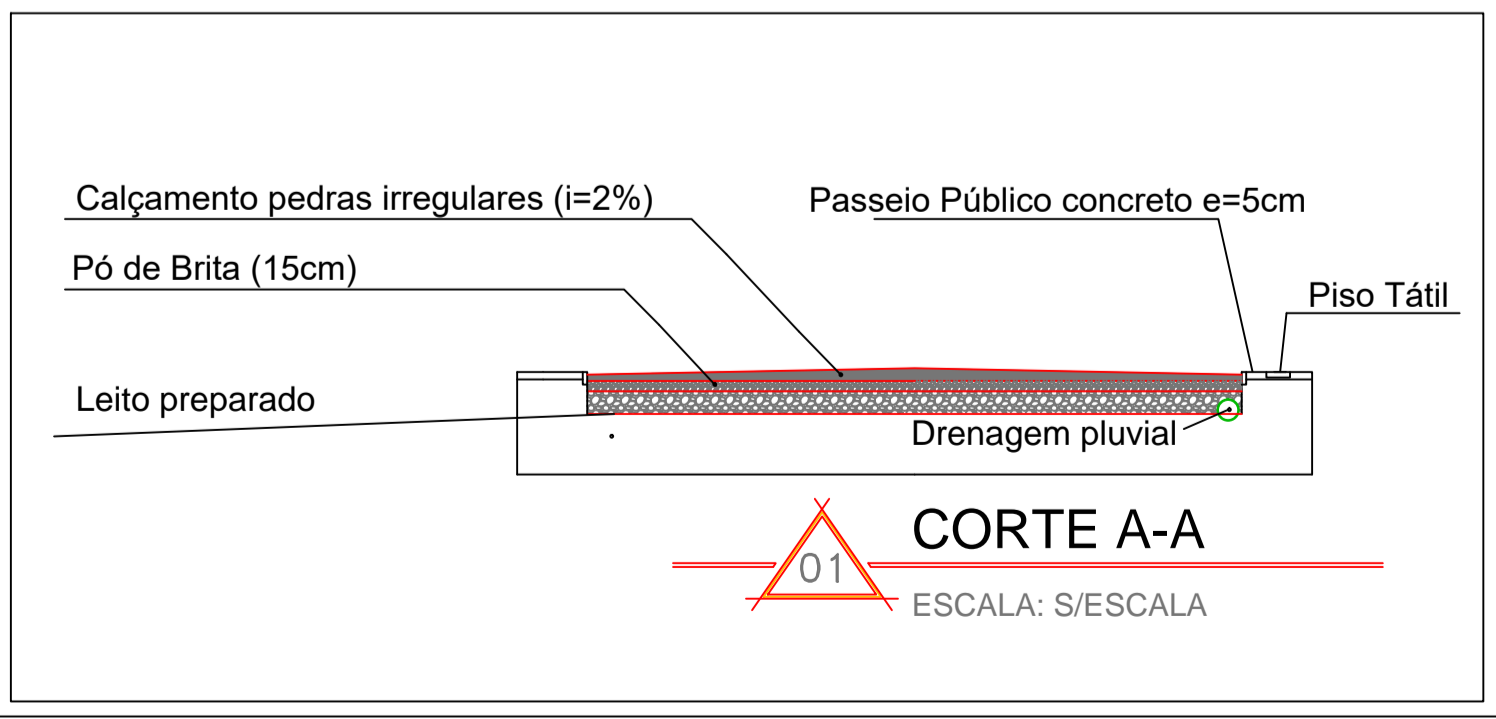 Calçamento pedras irregulares (i=2%)
Passeio Público concreto e=5cm
Pó de Brita (15cm)
Piso Tátil
Leito preparado
Drenagem pluvial
01
CORTE A-A
ESCALA: S/ESCALA